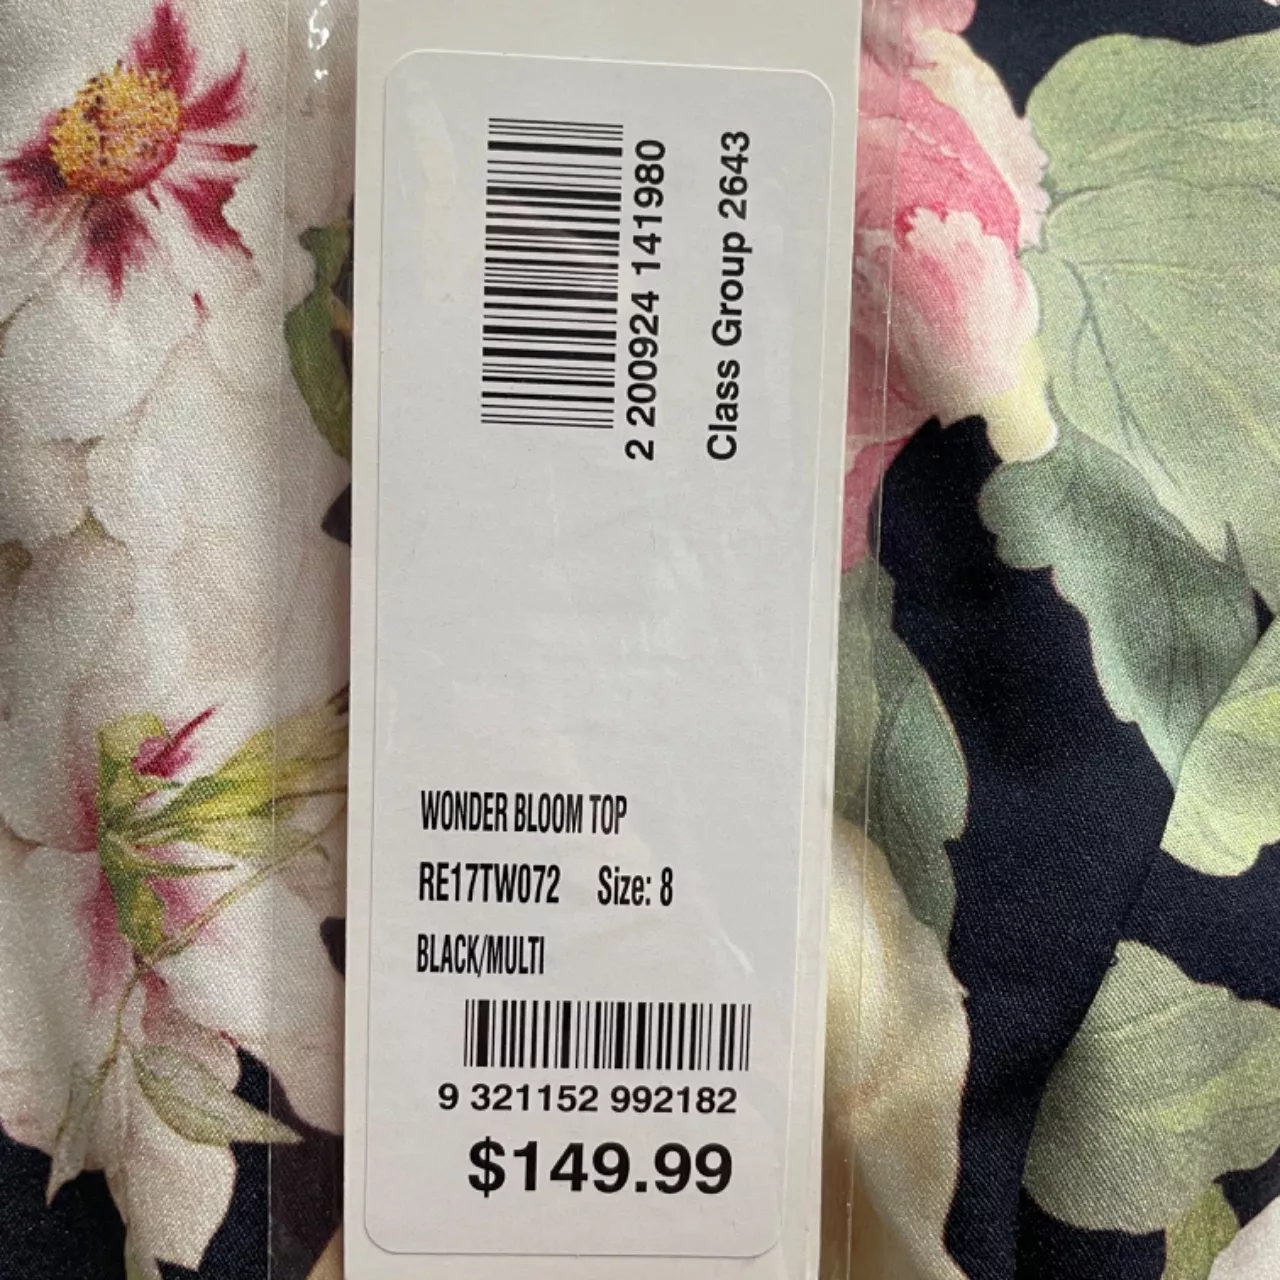 2 200924 141980
Class Group 2643
WONDER BLOOM TOP
RE17TW072 Size: 8
BLACK/MULTI
9 321152 992182
$149.99